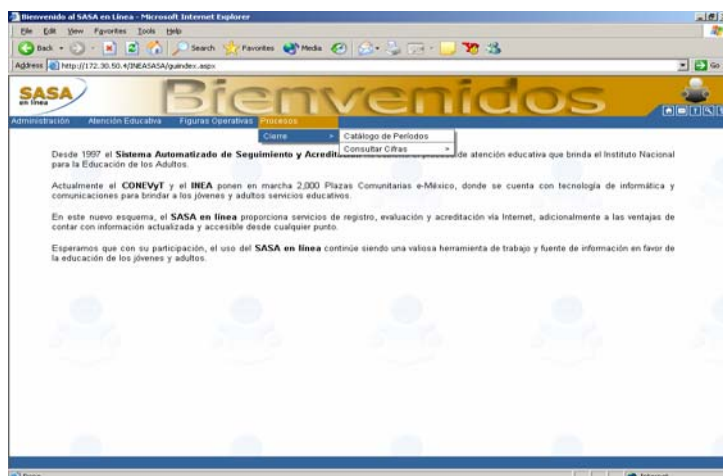 Bienvenido al SASA en Línea - Microsoft Internet Explorer
File Edit View Favorites Tools Help
Back Search Favorites Media
Address http://172.30.50.4/INEASASA/guindex.aspx Go
SASA
en línea
Bienvenidos
Administración Atención Educativa Figuras Operativas Procesos
Cierre > Catálogo de Períodos
Consultar Cifras >
Desde 1997 el Sistema Automatizado de Seguimiento y Acredit de atención educativa que brinda el Instituto Nacional
para la Educación de los Adultos.
Actualmente el CONEVyT y el INEA ponen en marcha 2,000 Plazas Comunitarias e-México, donde se cuenta con tecnología de informática y
comunicaciones para brindar a los jóvenes y adultos servicios educativos.
En este nuevo esquema, el SASA en línea proporciona servicios de registro, evaluación y acreditación vía Internet, adicionalmente a las ventajas de
contar con información actualizada y accesible desde cualquier punto.
Esperamos que con su participación, el uso del SASA en línea continúe siendo una valiosa herramienta de trabajo y fuente de información en favor de
la educación de los jóvenes y adultos.
Done Internet